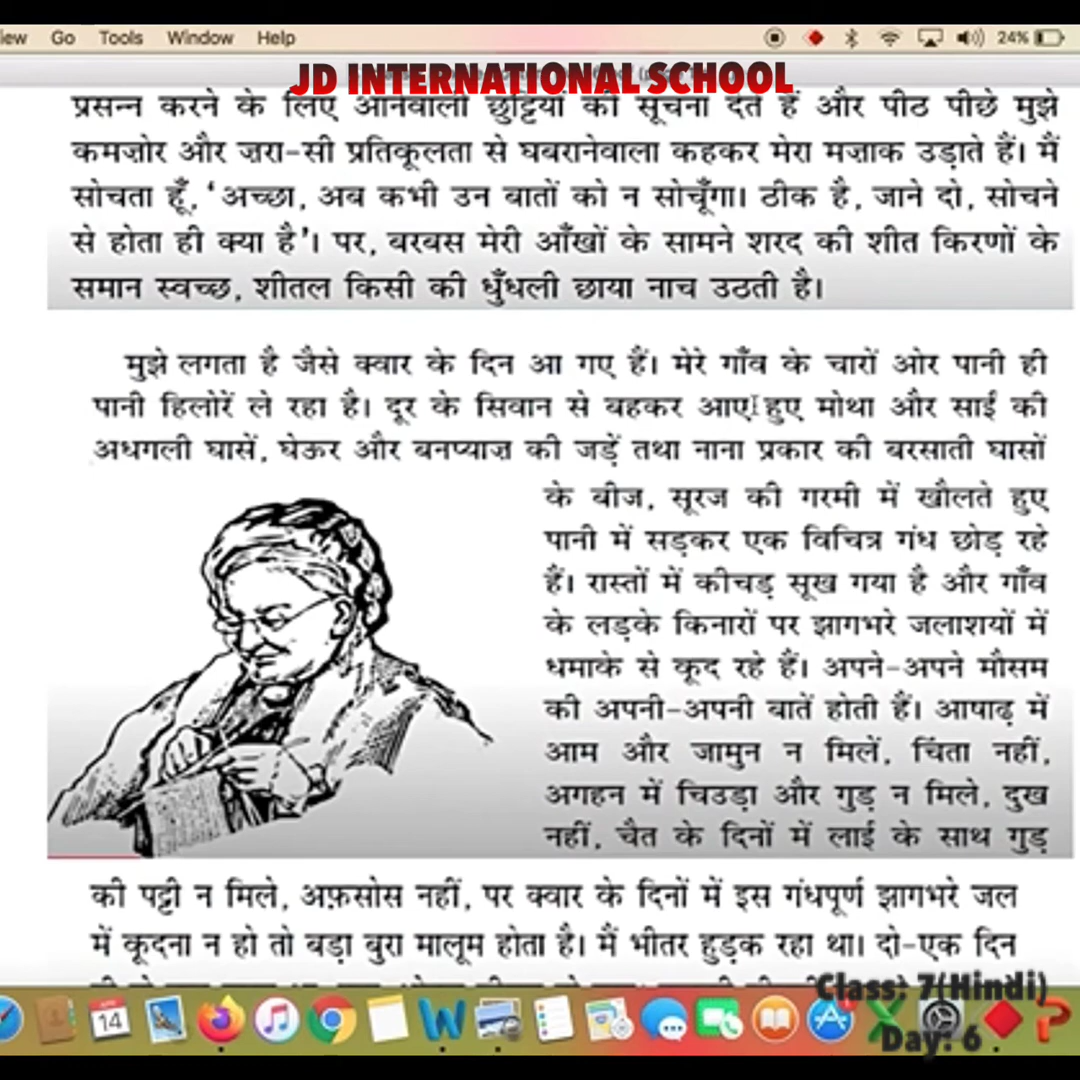 iew Go Tools Window Help 24%
JD INTERNATIONAL SCHOOL
प्रसन्न करने के लिए आनेवाली छुट्टियों की सूचना देते हैं और पीठ पीछे मुझे
कमज़ोर और ज़रा-सी प्रतिकूलता से घबरानेवाला कहकर मेरा मज़ाक उड़ाते हैं। मैं
सोचता हूँ, ‘अच्छा, अब कभी उन बातों को न सोचूँगा। ठीक है, जाने दो, सोचने
से होता ही क्या है’। पर, बरबस मेरी आँखों के सामने शरद की शीत किरणों के
समान स्वच्छ, शीतल किसी की धुँधली छाया नाच उठती है।
मुझे लगता है जैसे क्वार के दिन आ गए हैं। मेरे गाँव के चारों ओर पानी ही
पानी हिलोरें ले रहा है। दूर के सिवान से बहकर आए हुए मोथा और साईं की
अधगली घासें, घेऊर और बनप्याज़ की जड़ें तथा नाना प्रकार की बरसाती घासों
के बीज, सूरज की गरमी में खौलते हुए
पानी में सड़कर एक विचित्र गंध छोड़ रहे
हैं। रास्तों में कीचड़ सूख गया है और गाँव
के लड़के किनारों पर झागभरे जलाशयों में
धमाके से कूद रहे हैं। अपने-अपने मौसम
की अपनी-अपनी बातें होती हैं। आषाढ़ में
आम और जामुन न मिलें, चिंता नहीं,
अगहन में चिउड़ा और गुड़ न मिले, दुख
नहीं, चैत के दिनों में लाई के साथ गुड़
की पट्टी न मिले, अफ़सोस नहीं, पर क्वार के दिनों में इस गंधपूर्ण झागभरे जल
में कूदना न हो तो बड़ा बुरा मालूम होता है। मैं भीतर हुड़क रहा था। दो-एक दिन
Class: 7(Hindi)
14
Day: 6